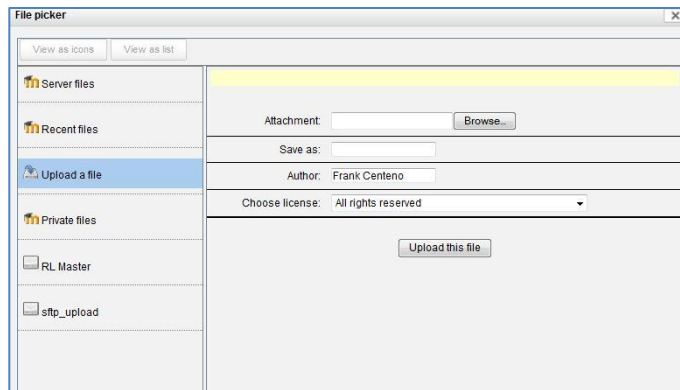 File picker
View as icons View as list
Server files
Recent files
Upload a file
Private files
RL Master
sftp_upload
Attachment: Browse...
Save as:
Author: Frank Centeno
Choose license: All rights reserved
Upload this file